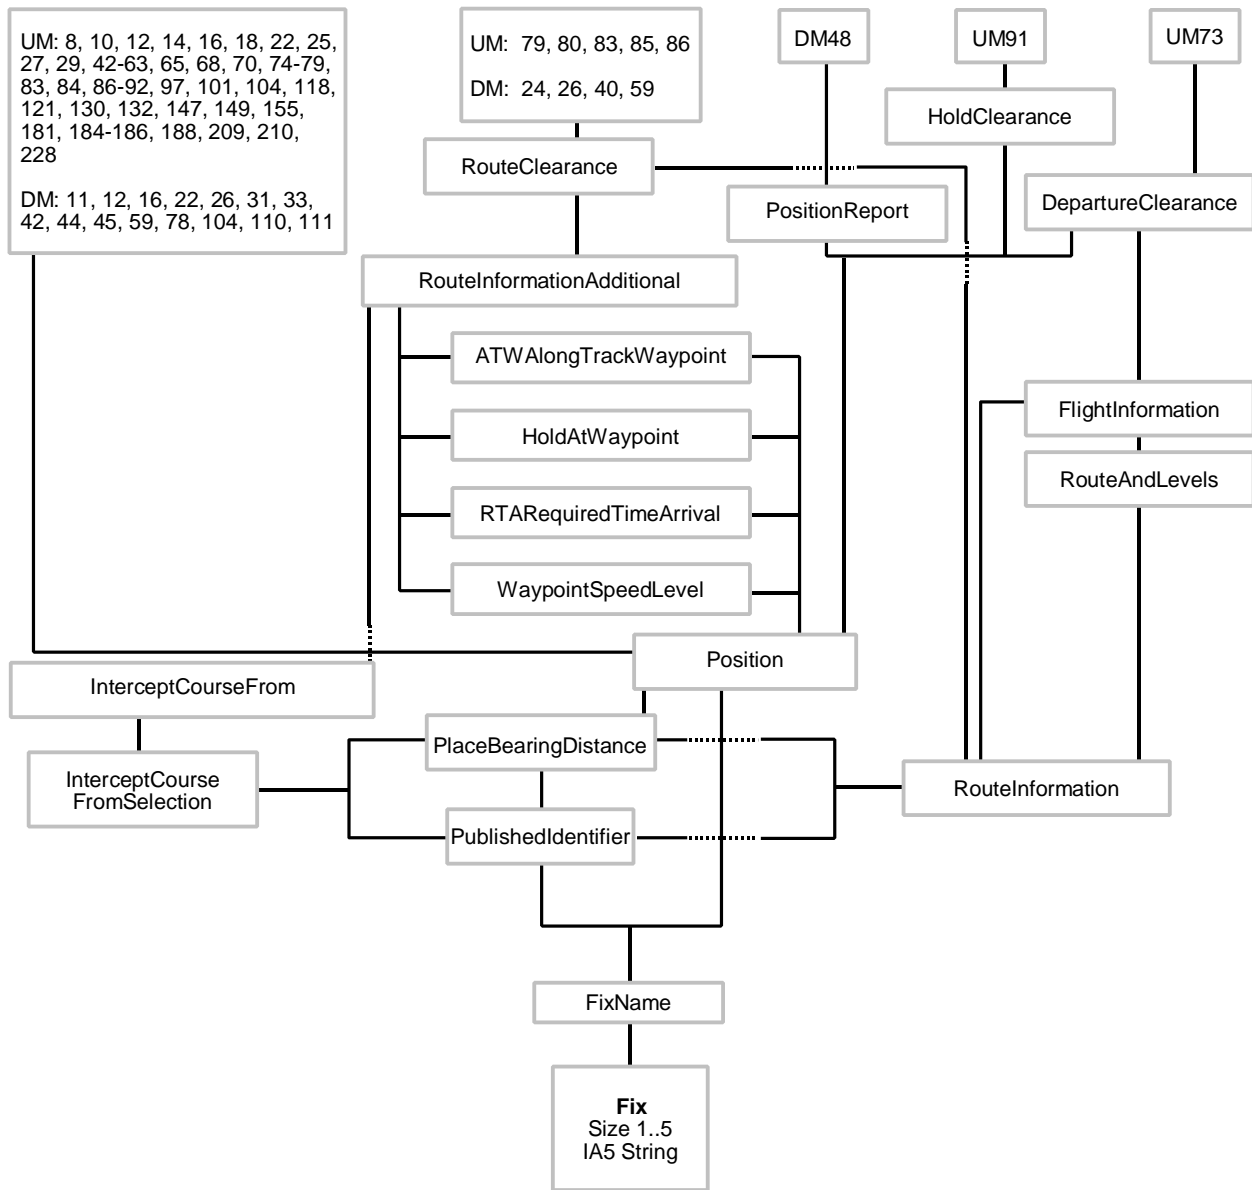 UM: 8, 10, 12, 14, 16, 18, 22, 25,
27, 29, 42-63, 65, 68, 70, 74-79,
83, 84, 86-92, 97, 101, 104, 118,
121, 130, 132, 147, 149, 155,
181, 184-186, 188, 209, 210,
228
DM: 11, 12, 16, 22, 26, 31, 33,
42, 44, 45, 59, 78, 104, 110, 111
UM: 79, 80, 83, 85, 86
DM: 24, 26, 40, 59
DM48
UM91
UM73
HoldClearance
RouteClearance
PositionReport
DepartureClearance
RouteInformationAdditional
ATWAlongTrackWaypoint
HoldAtWaypoint
RTARequiredTimeArrival
WaypointSpeedLevel
FlightInformation
RouteAndLevels
Position
InterceptCourseFrom
PlaceBearingDistance
InterceptCourse
FromSelection
RouteInformation
PublishedIdentifier
FixName
Fix
Size 1..5
IA5 String